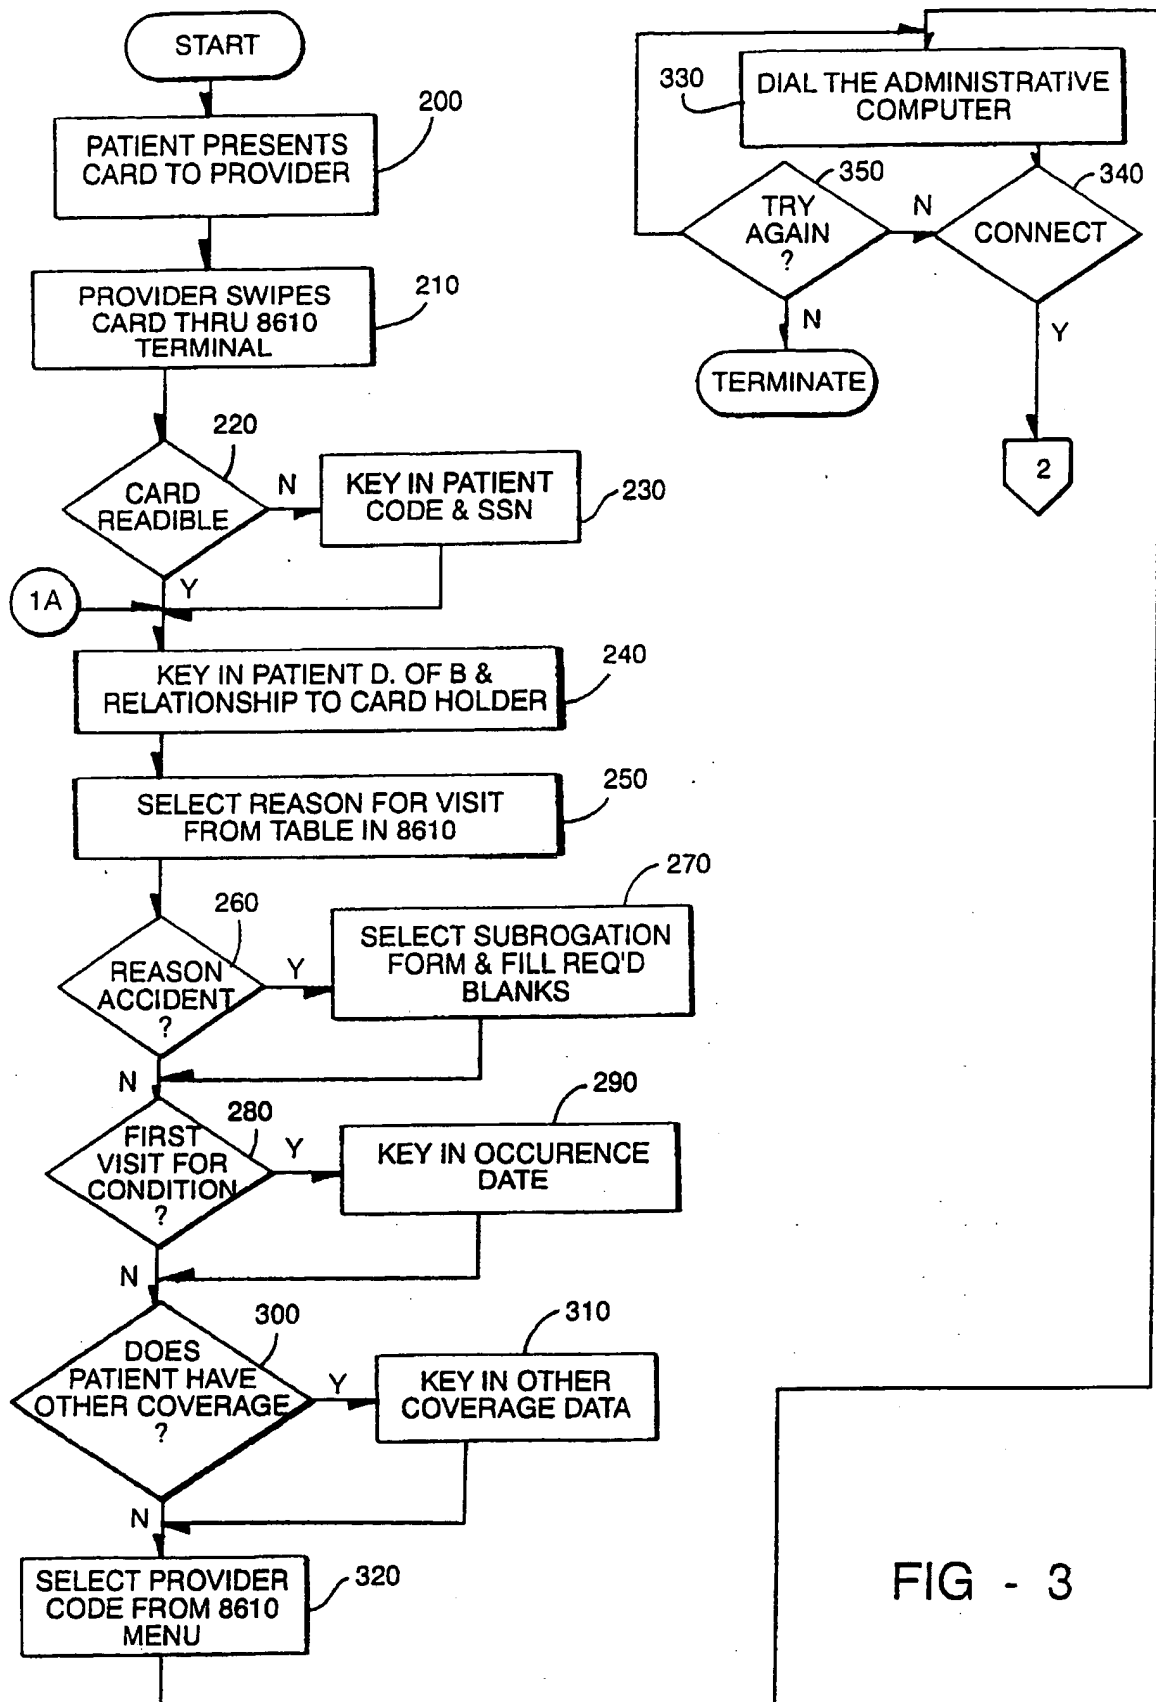 START
200
PATIENT PRESENTS
CARD TO PROVIDER
PROVIDER SWIPES
CARD THRU 8610
TERMINAL
210
220
CARD
READIBLE
N
KEY IN PATIENT
CODE & SSN
230
Y
1A
KEY IN PATIENT D. OF B &
RELATIONSHIP TO CARD HOLDER
240
SELECT REASON FOR VISIT
FROM TABLE IN 8610
250
260
REASON
ACCIDENT
?
Y
270
SELECT SUBROGATION
FORM & FILL REQ'D
BLANKS
N
280
FIRST
VISIT FOR
CONDITION
?
Y
290
KEY IN OCCURENCE
DATE
N
300
DOES
PATIENT HAVE
OTHER COVERAGE
?
Y
310
KEY IN OTHER
COVERAGE DATA
N
SELECT PROVIDER
CODE FROM 8610
MENU
320
330
DIAL THE ADMINISTRATIVE
COMPUTER
350
TRY
AGAIN
?
N
340
CONNECT
N
TERMINATE
Y
2
FIG - 3